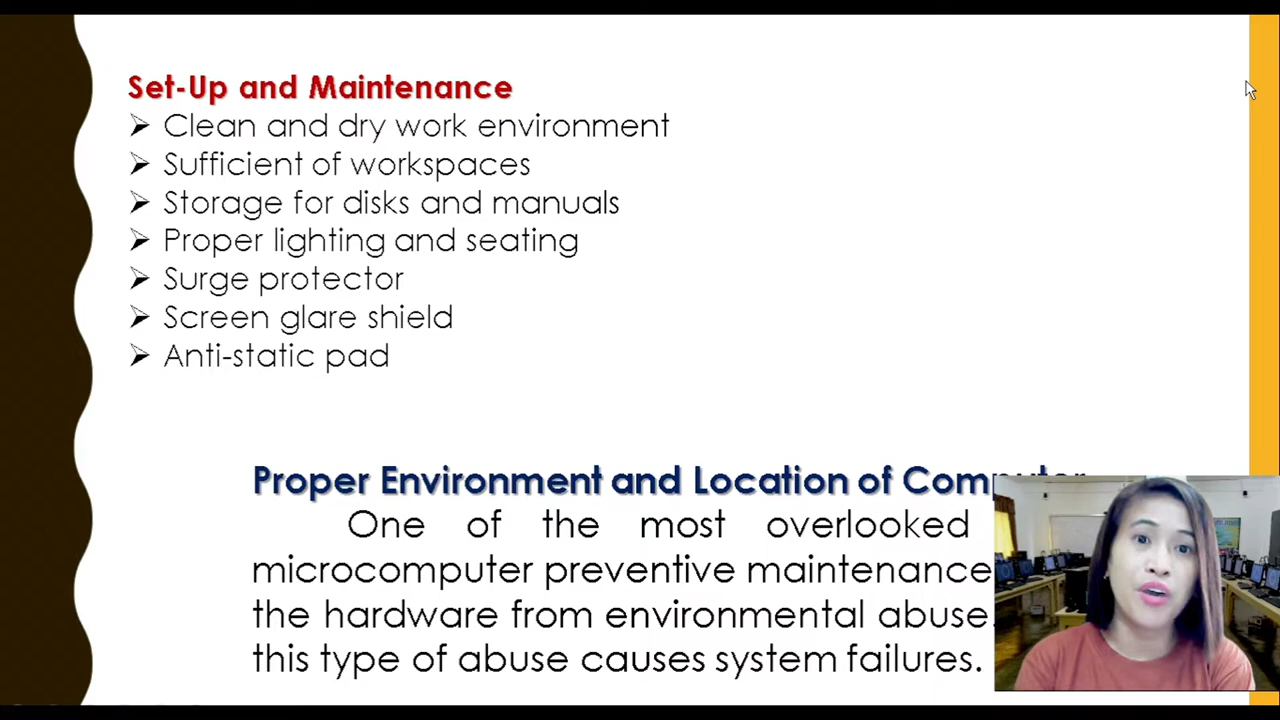 Set-Up and Maintenance
➢ Clean and dry work environment
➢ Sufficient of workspaces
➢ Storage for disks and manuals
➢ Proper lighting and seating
➢ Surge protector
➢ Screen glare shield
➢ Anti-static pad
Proper Environment and Location of Computer
One of the most overlooked
microcomputer preventive maintenance
the hardware from environmental abuse.
this type of abuse causes system failures.